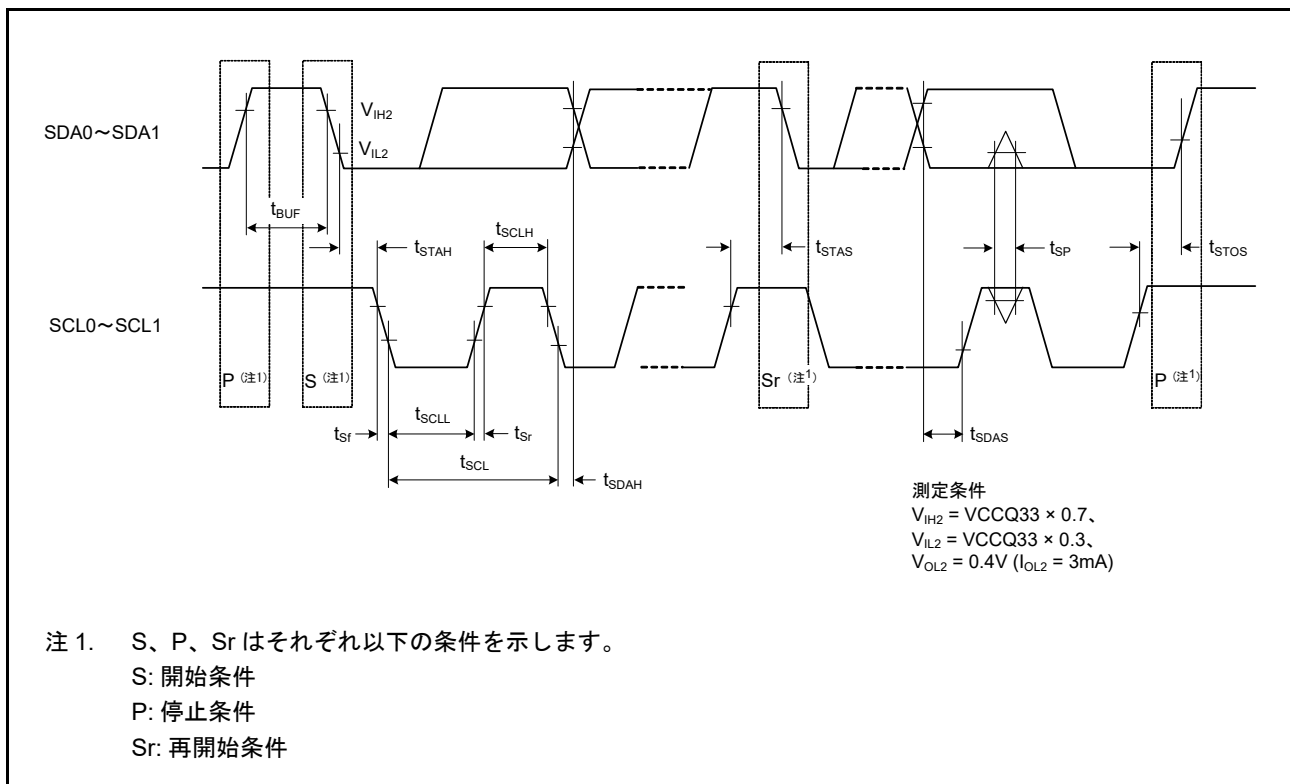 SDA0～SDA1
VIH2
VIL2
tBUF
tSTAH
tSCLH
tSTAS
tSP
tSTOS
SCL0～SCL1
P（注1）
S（注1）
Sr（注1）
P（注1）
tSf
tSCLL
tSr
tSCL
tSDAH
tSDAS
測定条件
VIH2 = VCCQ33 × 0.7、
VIL2 = VCCQ33 × 0.3、
VOL2 = 0.4V (IOL2 = 3mA)
注 1. S、P、Sr はそれぞれ以下の条件を示します。
S: 開始条件
P: 停止条件
Sr: 再開始条件